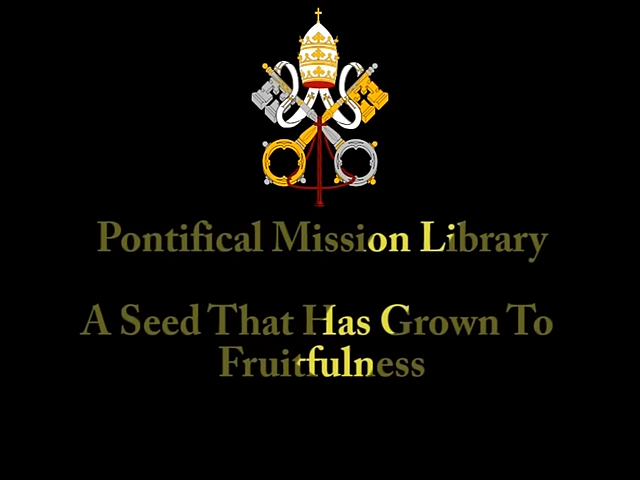 Pontifical Mission Library
A Seed That Has Grown To
Fruitfulness